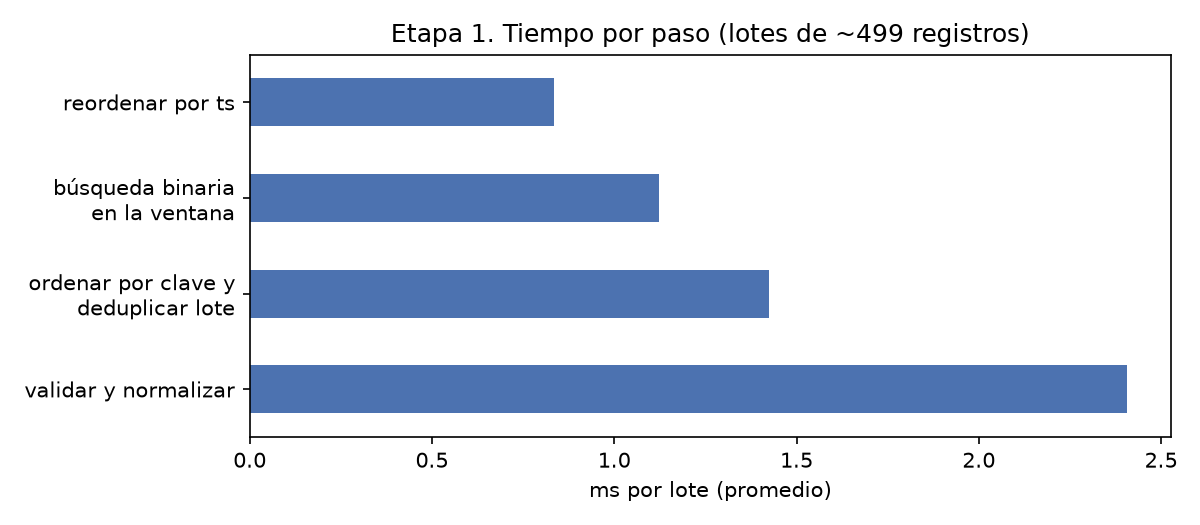 Etapa 1. Tiempo por paso (lotes de ~499 registros)
reordenar por ts
búsqueda binaria
en la ventana
ordenar por clave y
deduplicar lote
validar y normalizar
0.0 0.5 1.0 1.5 2.0 2.5
ms por lote (promedio)